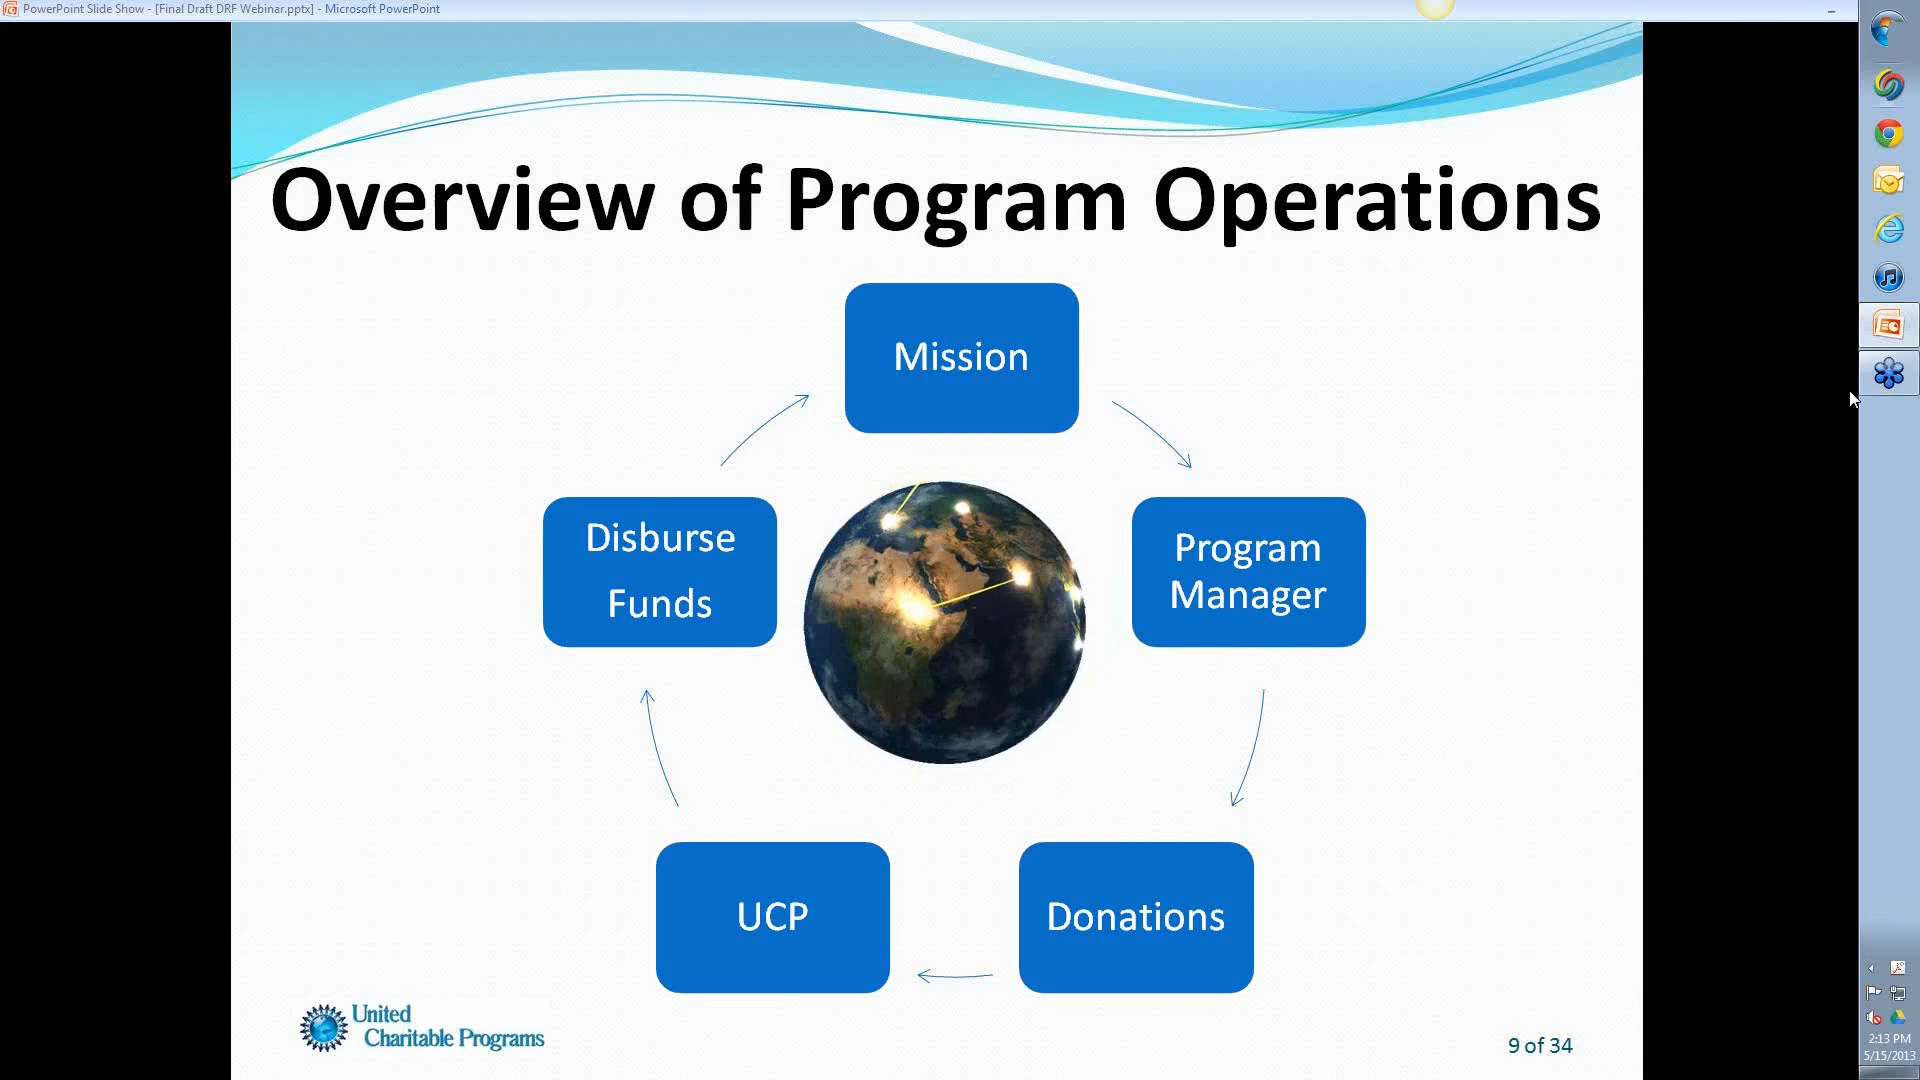 PowerPoint Slide Show - [Final Draft DRF Webinar.pptx] - Microsoft PowerPoint
Overview of Program Operations
Mission
Disburse
Funds
Program
Manager
UCP
Donations
United
Charitable Programs
9 of 34
2:13 PM
5/15/2013